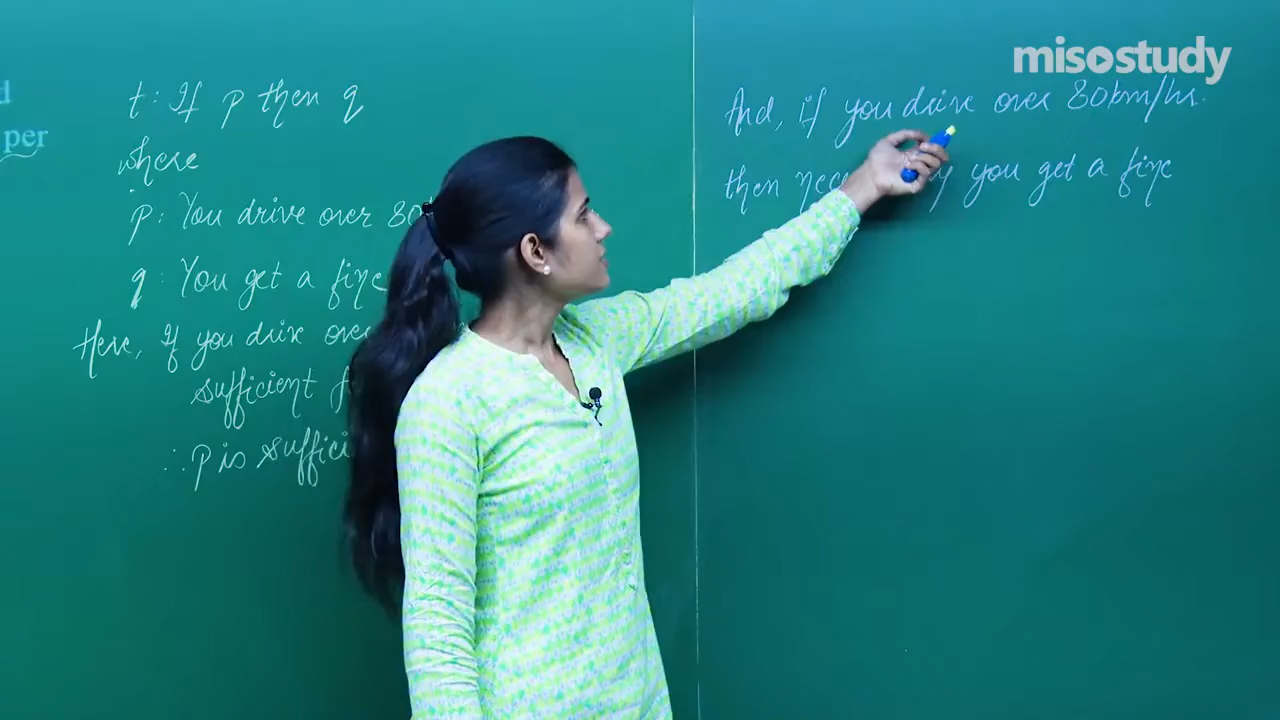 misostudy
d
per
t: If p then q
where
p: You drive over 80
q: You get a fine
Here, If you drive over
sufficient f
∴ p is suffici
And, if you drive over 80km/hr.
then nece y you get a fine